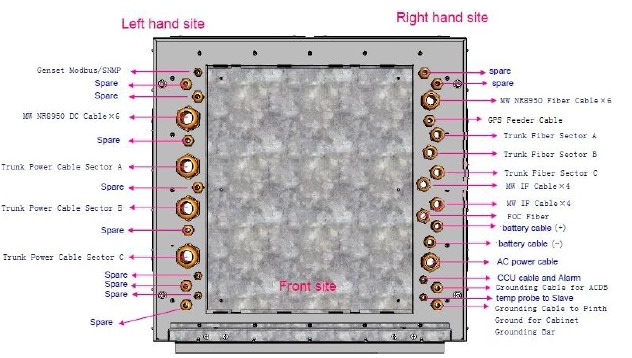 Left hand site
Right hand site
Genset Modbus/SNMP
Spare
Spare
MW NR8950 DC Cable×6
Spare
Trunk Power Cable Sector A
Spare
Trunk Power Cable Sector B
Spare
Trunk Power Cable Sector C
Spare
Spare
Spare
Spare
Front site
spare
spare
MW NR8950 Fiber Cable×6
GPS Feeder Cable
Trunk Fiber Sector A
Trunk Fiber Sector B
Trunk Fiber Sector C
MW IF Cable×4
MW IF Cable×4
FOC Fiber
battery cable (+)
battery cable (-)
AC power cable
CCU cable and Alarm
Grounding Cable for ACDB
temp probe to Slave
Grounding Cable to Plnth
Ground for Cabinet
Grounding Bar